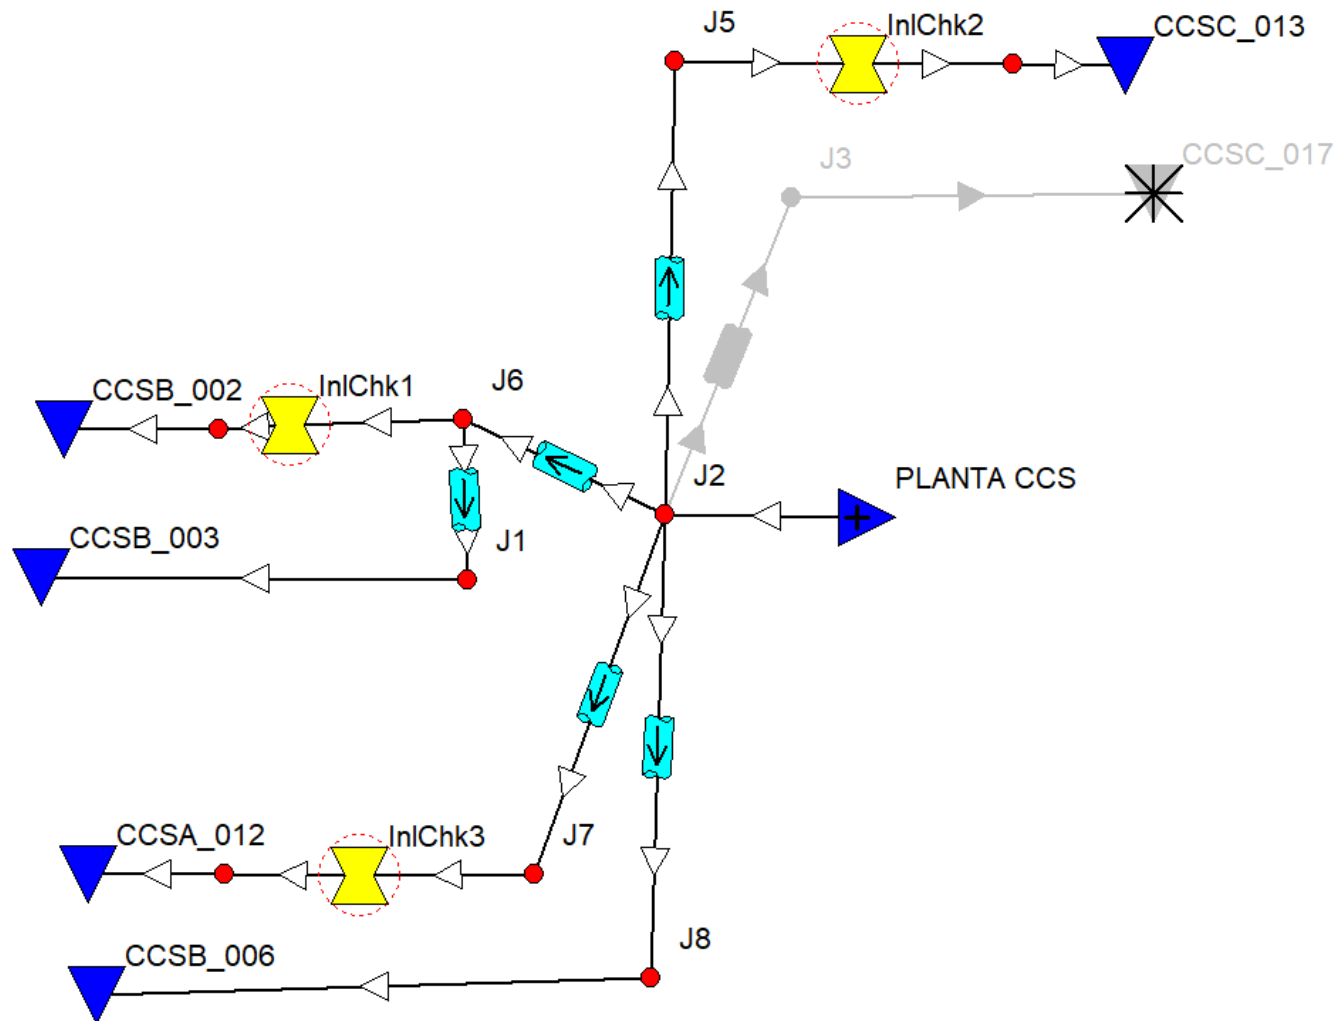 J5
InlChk2
CCSC_013
J3
CCSC_017
CCSB_002
InlChk1
J6
J2
PLANTA CCS
CCSB_003
J1
CCSA_012
InlChk3
J7
CCSB_006
J8